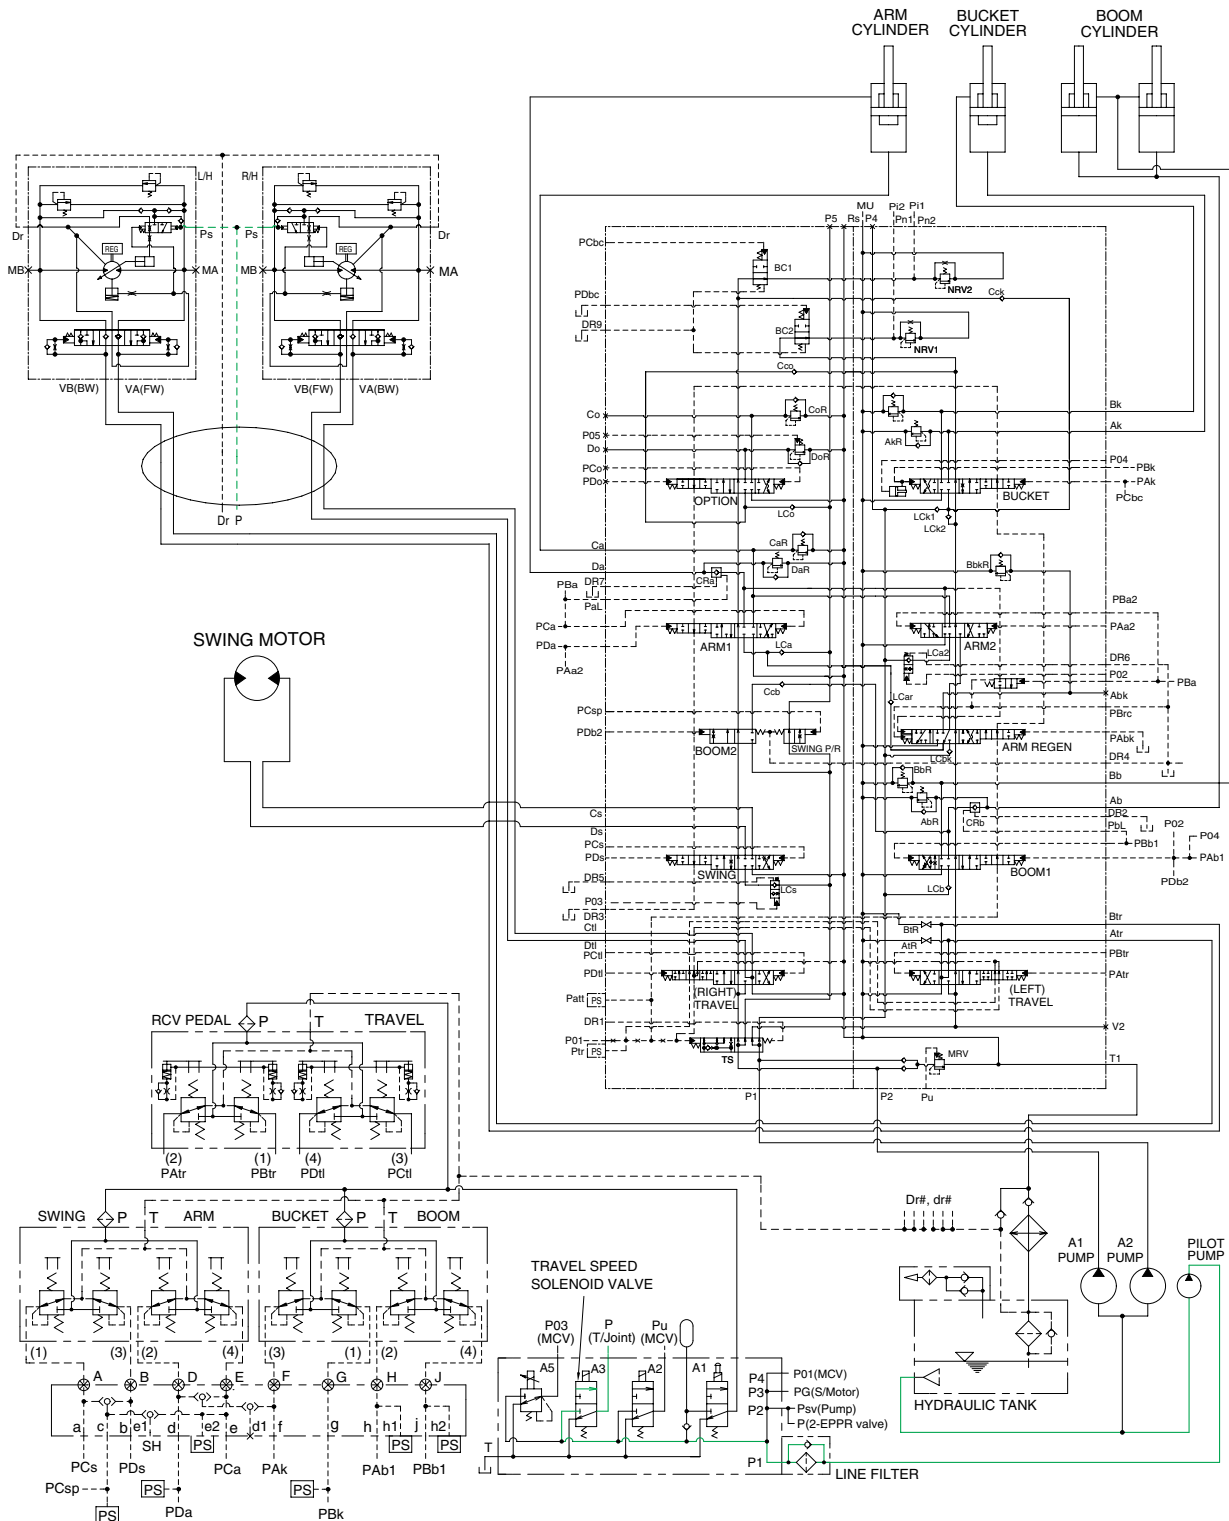 ARM CYLINDER
BUCKET CYLINDER
BOOM CYLINDER
L/H
R/H
Dr
Ps
Ps
Dr
REG
REG
MB
MA
MB
MA
VB(BW)
VA(FW)
VB(FW)
VA(BW)
Dr P
P5
Rs
MU
P4
Pi2
Pn1
Pi1
Pn2
PCbc
BC1
NRV2
Cck
PDbc
DR9
BC2
NRV1
Cco
Co
CoR
Bk
P05
AkR
Ak
Do
DoR
PCo
P04
PBk
PDo
PAk
OPTION
BUCKET
PCbc
LCo
LCk1
LCk2
Ca
CaR
Da
DaR
BbkR
PBa
DR7
CRa
PaL
PBa2
PCa
PAa2
PDa
ARM1
ARM2
PAa2
LCa
LCa2
DR6
Ccb
P02
PBa
LCar
Abk
PCsp
PBrc
PDb2
PAbk
BOOM2
SWING P/R
ARM REGEN
LCbk
DR4
BbR
Bb
Cs
AbR
CRb
Ab
DR2
Ds
PbL
PCs
PBb1
P02
P04
PDs
PAb1
SWING
BOOM1
PDb2
DR5
LCs
LCb
P03
DR3
Ctl
BtR
Btr
Dtl
AtR
Atr
PCtl
PBtr
PDtl
PAtr
(RIGHT) TRAVEL
(LEFT) TRAVEL
Patt
PS
DR1
V2
P01
Ptr
PS
TS
MRV
T1
P1
P2
Pu
SWING MOTOR
RCV PEDAL
P
T
TRAVEL
(2)
(1)
(4)
(3)
PAtr
PBtr
PDtl
PCtl
SWING
P
T
ARM
BUCKET
P
T
BOOM
(1)
(3)
(2)
(4)
(3)
(1)
(2)
(4)
A
B
D
E
F
G
H
J
a
c
b
e1
d
e2
e
d1
f
g
h
h1
j
h2
SH
PS
PS
PS
PCs
PDs
PCa
PAk
PAb1
PBb1
PCsp
PS
PS
PS
PDa
PBk
TRAVEL SPEED
SOLENOID VALVE
P03
(MCV)
P
(T/Joint)
Pu
(MCV)
A5
A3
A2
A1
P4
P01(MCV)
P3
PG(S/Motor)
P2
Psv(Pump)
P(2-EPPR valve)
T
P1
LINE FILTER
Dr#, dr#
A1
PUMP
A2
PUMP
PILOT
PUMP
HYDRAULIC TANK